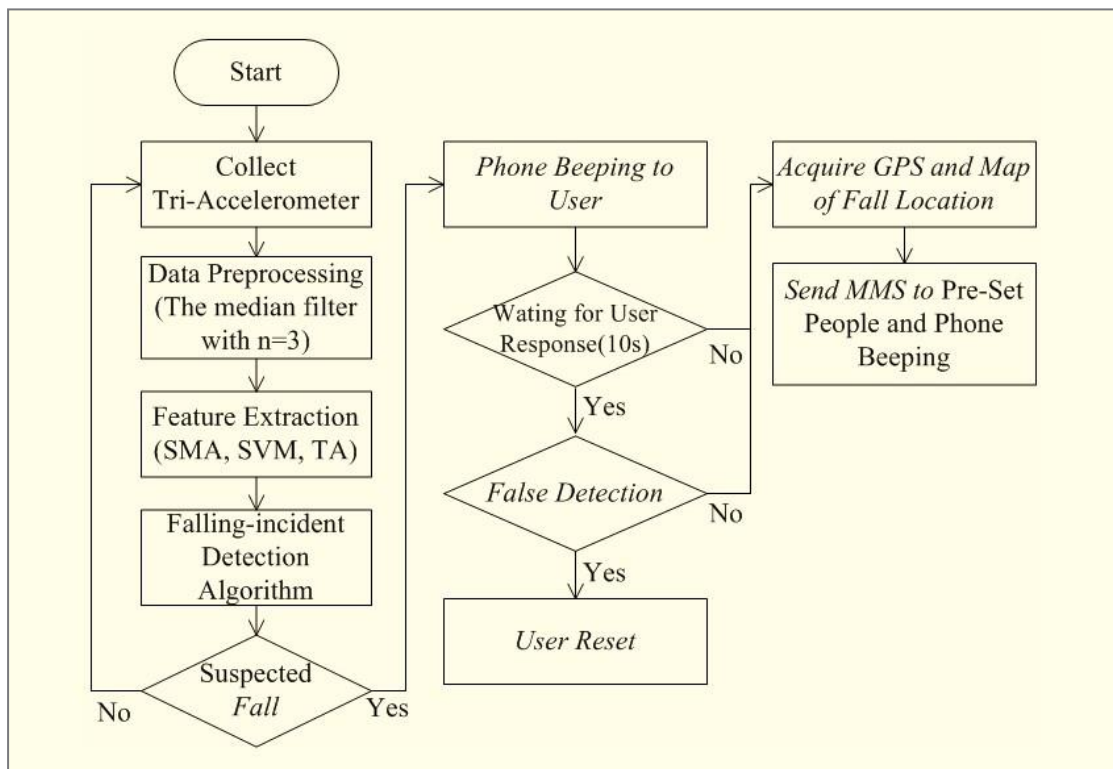 Start
Collect
Tri-Accelerometer
Data Preprocessing
(The median filter
with n=3)
Feature Extraction
(SMA, SVM, TA)
Falling-incident
Detection
Algorithm
Suspected
Fall
No
Yes
Phone Beeping to
User
Wating for User
Response(10s)
No
Yes
False Detection
No
Yes
User Reset
Acquire GPS and Map
of Fall Location
Send MMS to Pre-Set
People and Phone
Beeping